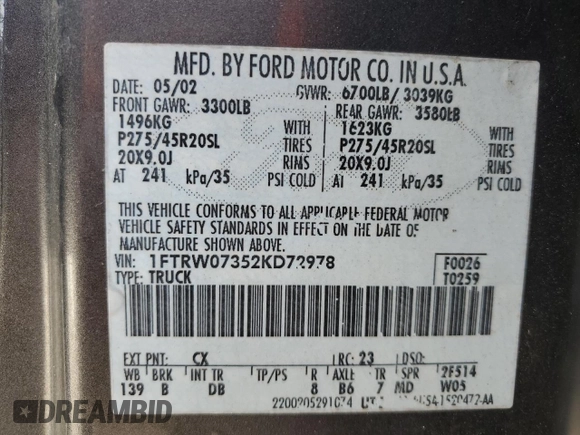 MFD. BY FORD MOTOR CO. IN U.S.A.
DATE: 05/02 GVWR: 6700LB/ 3039KG
FRONT GAWR: 3300LB REAR GAWR: 3580LB
1496KG WITH 1623KG WITH
P275/45R20SL TIRES P275/45R20SL TIRES
20X9.0J RIMS 20X9.0J RIMS
AT 241 kPa/35 PSI COLD AT 241 kPa/35 PSI COLD
THIS VEHICLE CONFORMS TO ALL APPLICABLE FEDERAL MOTOR
VEHICLE SAFETY STANDARDS IN EFFECT ON THE DATE OF
MANUFACTURE SHOWN ABOVE.
VIN: 1FTRW07352KD72978 F0026
TYPE: TRUCK T0259
EXT PNT: CX RC: 23 DSO:
WB BRK INT TR TP/PS R AXLE TR SPR 2F514
139 B DB 8 B6 7 MD W05
DREAMBID